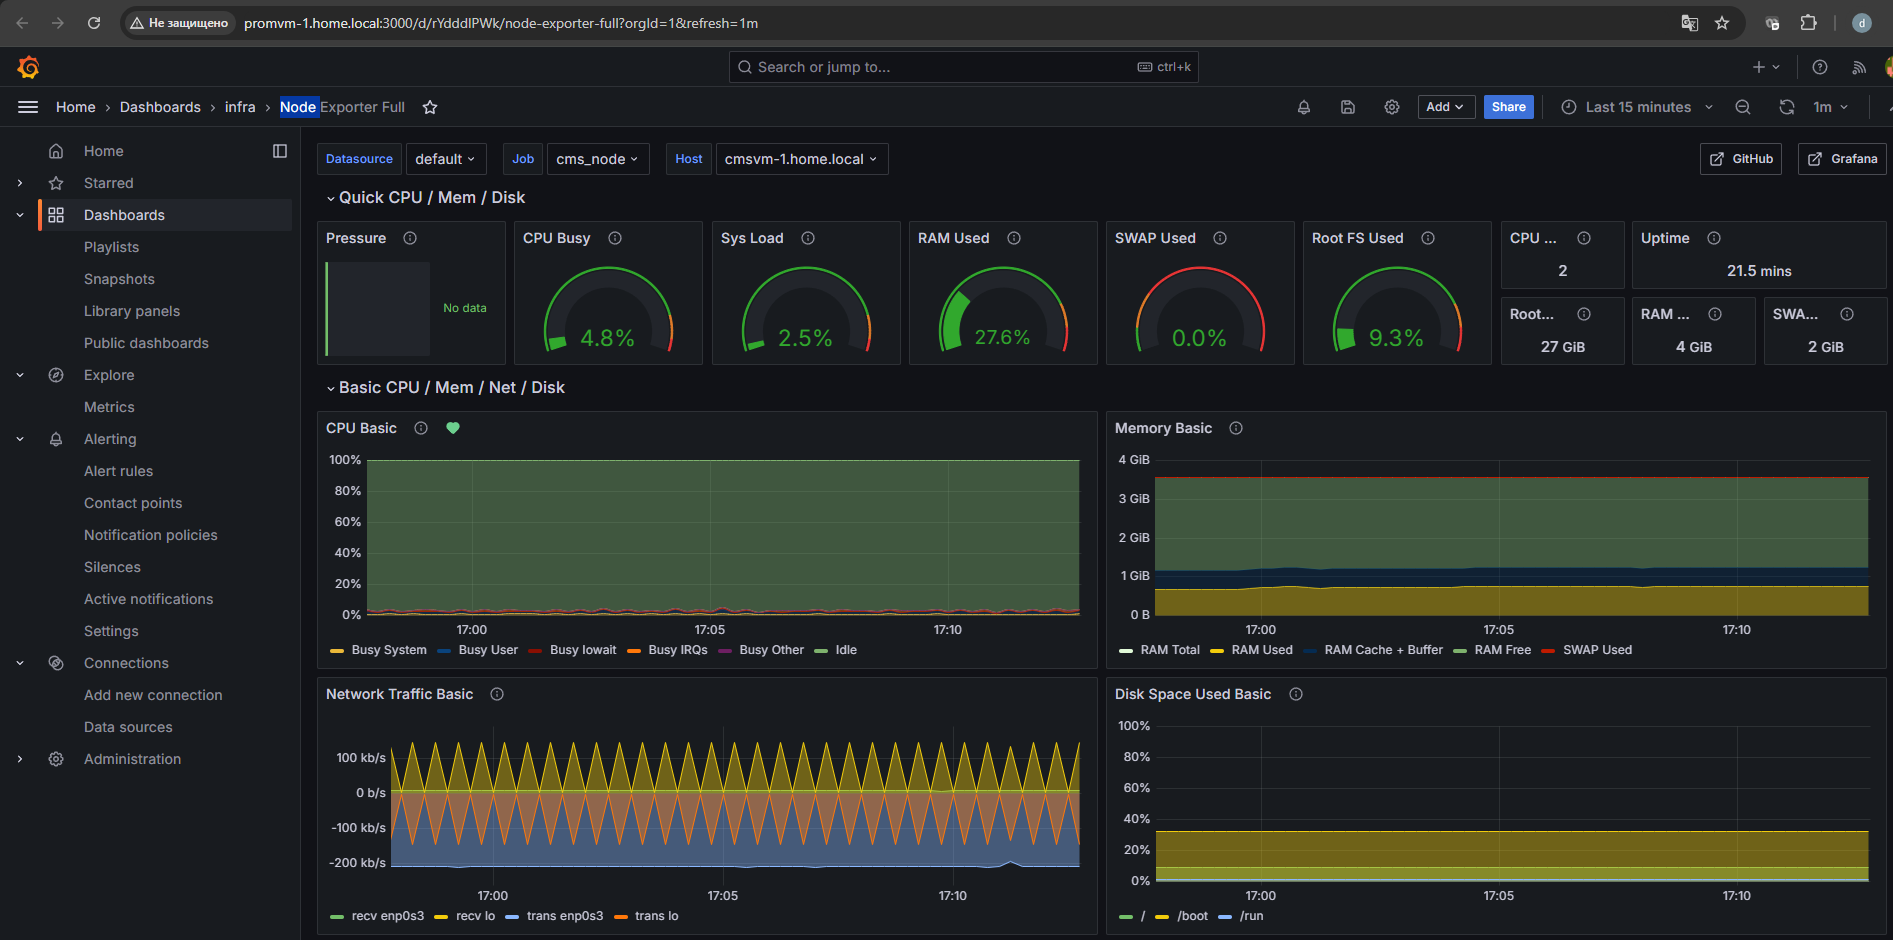 Не защищено promvm-1.home.local:3000/d/rYdddlPWk/node-exporter-full?orgId=1&refresh=1m d
Search or jump to... ctrl+k
Home › Dashboards › infra › Node Exporter Full Add Share Last 15 minutes 1m
Home
Starred
Dashboards
Playlists
Snapshots
Library panels
Public dashboards
Explore
Metrics
Alerting
Alert rules
Contact points
Notification policies
Silences
Active notifications
Settings
Connections
Add new connection
Data sources
Administration
Datasource default Job cms_node Host cmsvm-1.home.local GitHub Grafana
Quick CPU / Mem / Disk
Pressure
No data
CPU Busy
4.8%
Sys Load
2.5%
RAM Used
27.6%
SWAP Used
0.0%
Root FS Used
9.3%
CPU ...
2
Uptime
21.5 mins
Root...
27 GiB
RAM ...
4 GiB
SWA...
2 GiB
Basic CPU / Mem / Net / Disk
CPU Basic
100%
80%
60%
40%
20%
0%
17:00 17:05 17:10
Busy System Busy User Busy Iowait Busy IRQs Busy Other Idle
Memory Basic
4 GiB
3 GiB
2 GiB
1 GiB
0 B
17:00 17:05 17:10
RAM Total RAM Used RAM Cache + Buffer RAM Free SWAP Used
Network Traffic Basic
100 kb/s
0 b/s
-100 kb/s
-200 kb/s
17:00 17:05 17:10
recv enp0s3 recv lo trans enp0s3 trans lo
Disk Space Used Basic
100%
80%
60%
40%
20%
0%
17:00 17:05 17:10
/ /boot /run